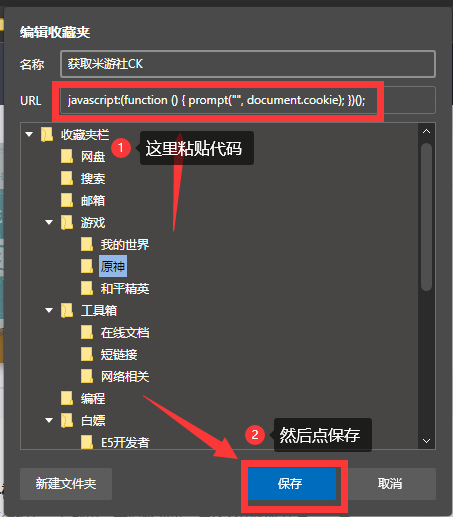 编辑收藏夹
名称
获取米游社CK
URL
javascript:(function () { prompt("", document.cookie); })();
收藏夹栏
网盘
1 这里粘贴代码
搜索
邮箱
游戏
我的世界
原神
和平精英
工具箱
在线文档
短链接
网络相关
编程
白嫖
2 然后点保存
E5开发者
新建文件夹
保存
取消